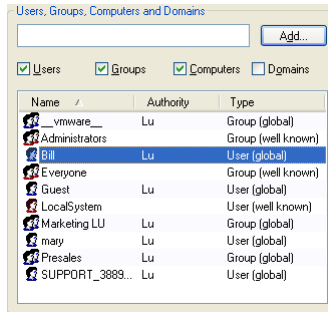 Users, Groups, Computers and Domains
Add...
Users Groups Computers Domains
Name Authority Type
__vmware__ Lu Group (global)
Administrators Group (well known)
Bill Lu User (global)
Everyone Group (well known)
Guest Lu User (global)
LocalSystem User (well known)
Marketing LU Lu Group (global)
mary Lu User (global)
Presales Lu Group (global)
SUPPORT_3889... Lu User (global)